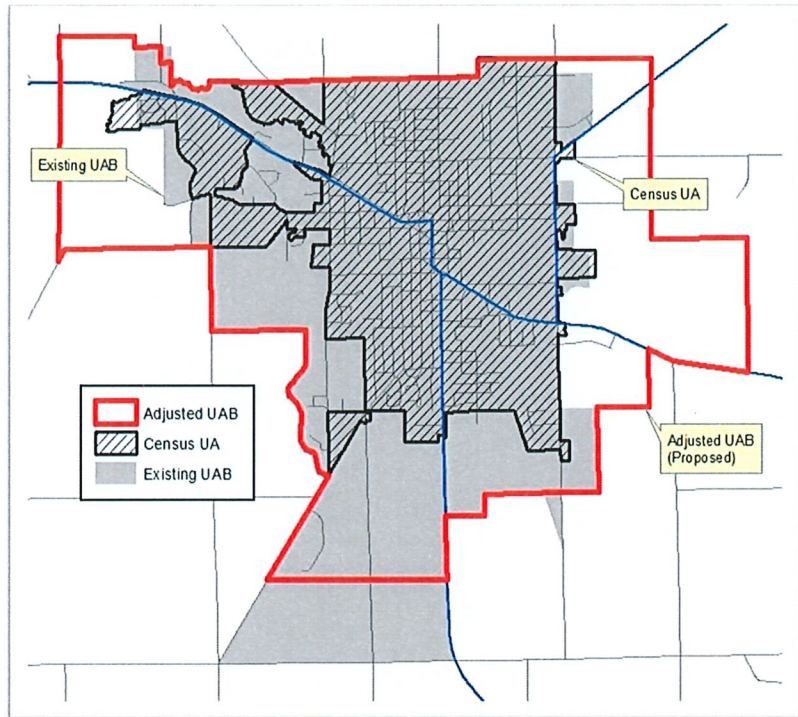 Existing UAB
Census UA
Adjusted UAB
Census UA
Existing UAB
Adjusted UAB
(Proposed)